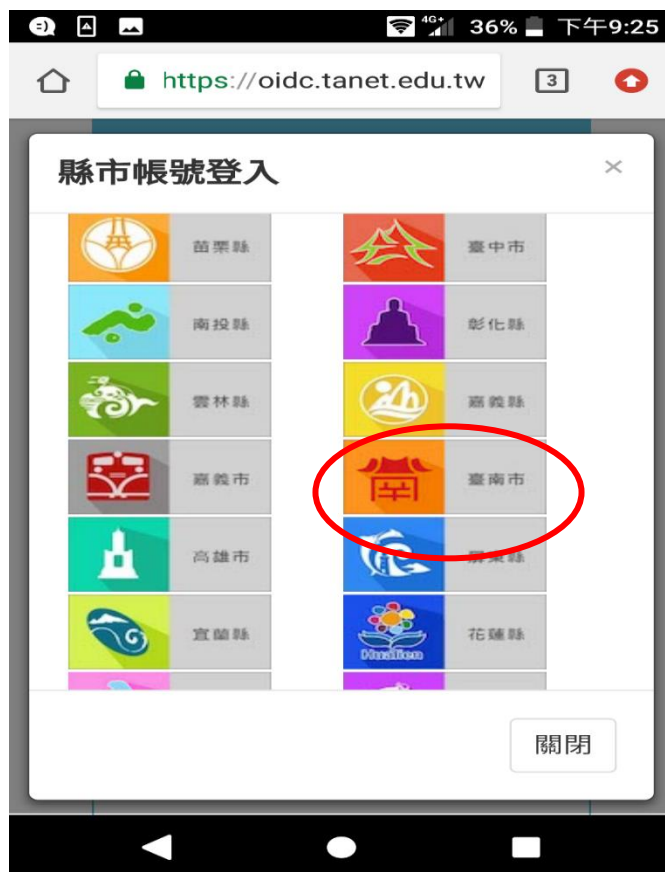 4G+ 36% 下午9:25
https://oidc.tanet.edu.tw 3
縣市帳號登入 ×
苗栗縣 臺中市
南投縣 彰化縣
雲林縣 嘉義縣
嘉義市 臺南市
高雄市 屏東縣
宜蘭縣 Hualien 花蓮縣
關閉